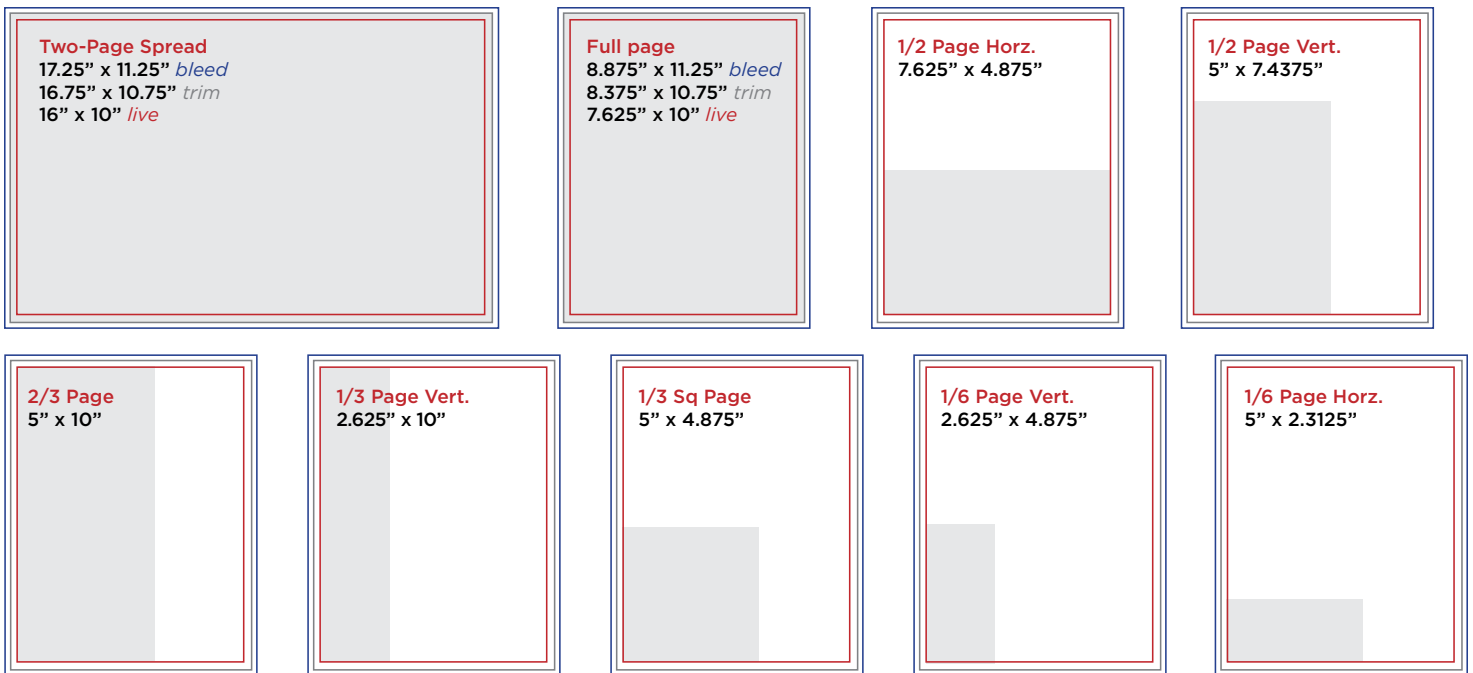 Two-Page Spread
17.25” x 11.25” bleed
16.75” x 10.75” trim
16” x 10” live
Full page
8.875” x 11.25” bleed
8.375” x 10.75” trim
7.625” x 10” live
1/2 Page Horz.
7.625” x 4.875”
1/2 Page Vert.
5” x 7.4375”
2/3 Page
5” x 10”
1/3 Page Vert.
2.625” x 10”
1/3 Sq Page
5” x 4.875”
1/6 Page Vert.
2.625” x 4.875”
1/6 Page Horz.
5” x 2.3125”